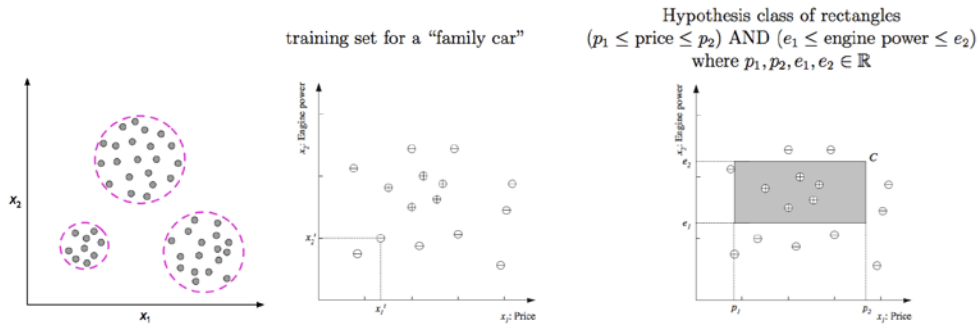 X₂
X₁
training set for a “family car”
x₂: Engine power
x₂ᵗ
x₁ᵗ
x₁: Price
Hypothesis class of rectangles
(p₁ ≤ price ≤ p₂) AND (e₁ ≤ engine power ≤ e₂)
where p₁, p₂, e₁, e₂ ∈ ℝ
x₂: Engine power
e₂
C
e₁
p₁
p₂
x₁: Price